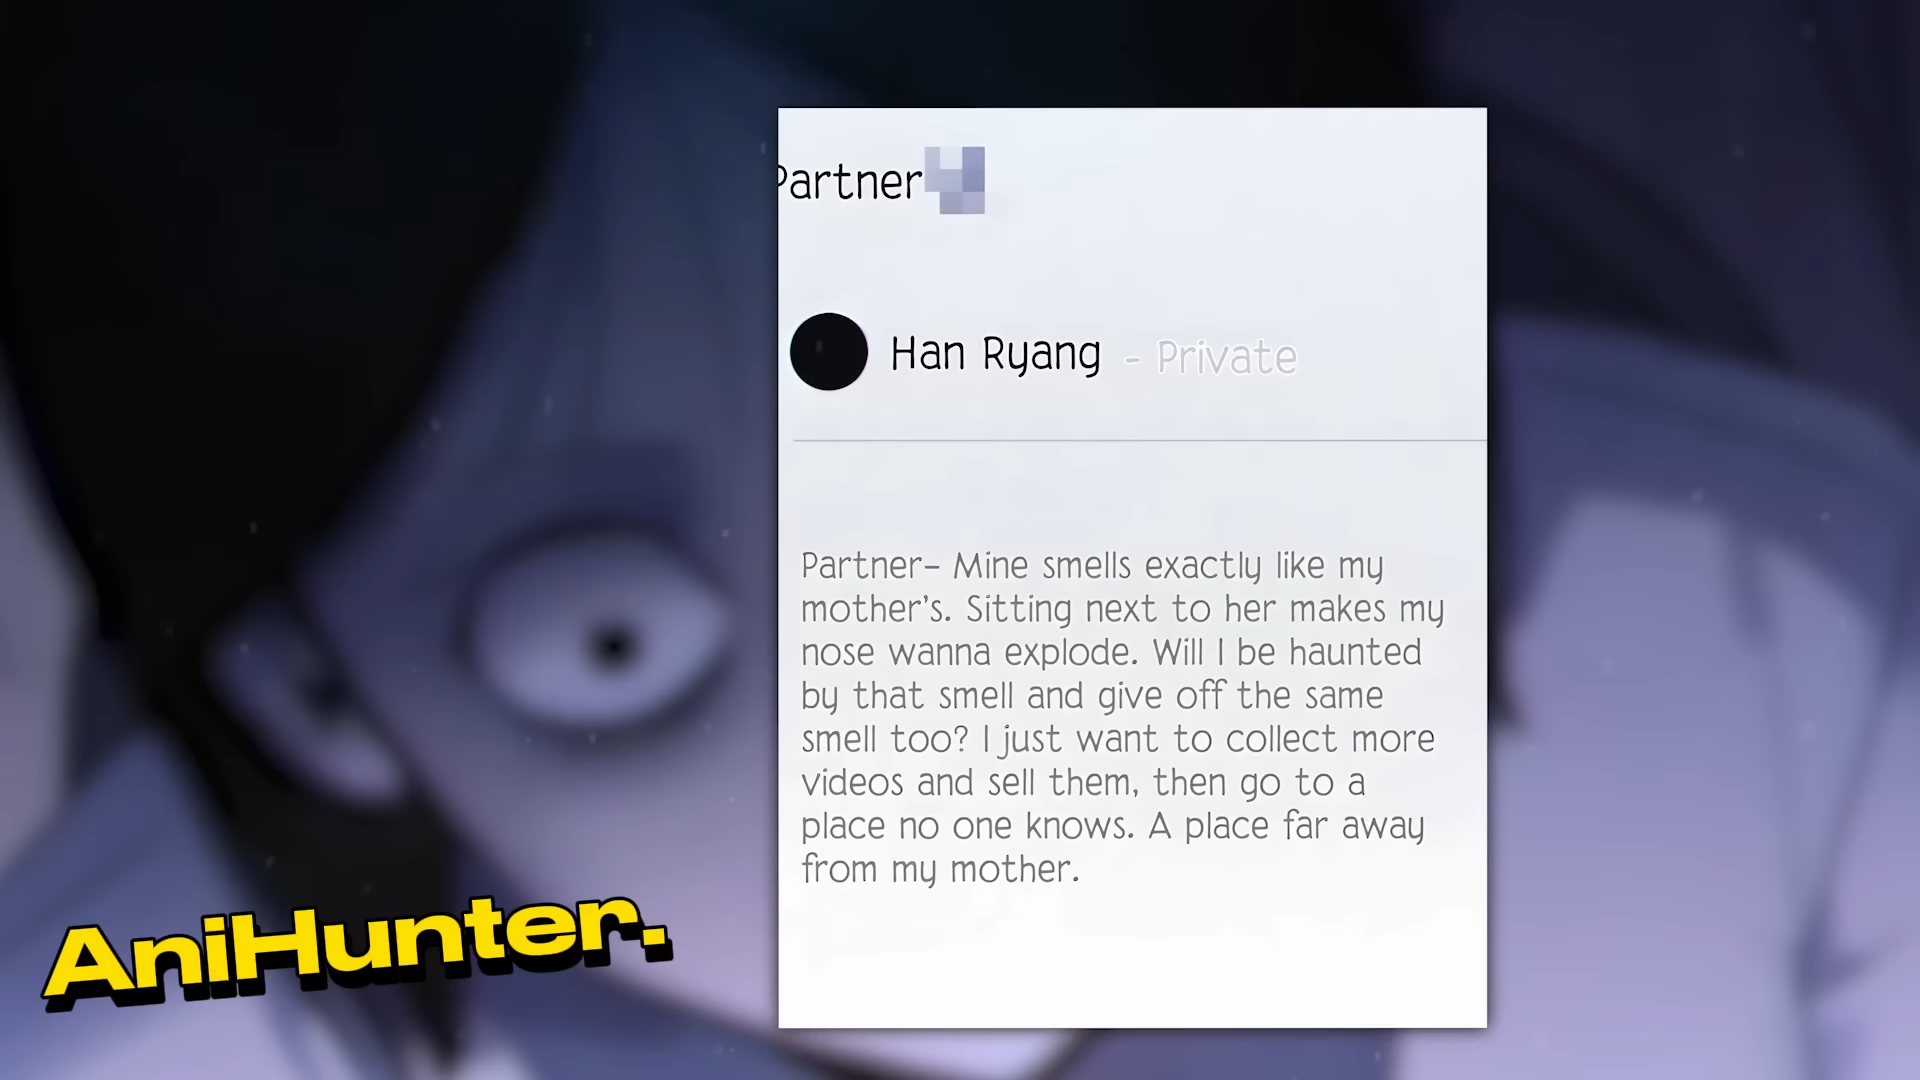 Partner
Han Ryang - Private
Partner- Mine smells exactly like my
mother's. Sitting next to her makes my
nose wanna explode. Will I be haunted
by that smell and give off the same
smell too? I just want to collect more
videos and sell them, then go to a
place no one knows. A place far away
from my mother.
AniHunter.